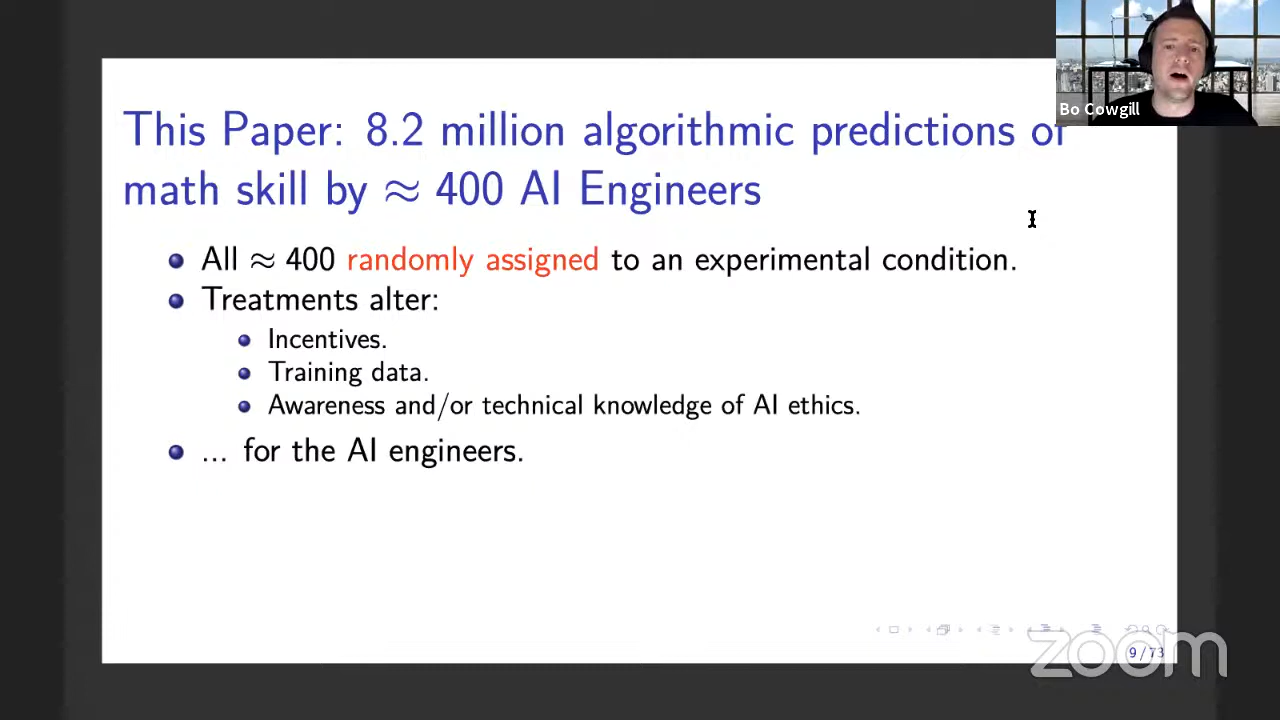 This Paper: 8.2 million algorithmic predictions of
math skill by ≈ 400 AI Engineers
Bo Cowgill
All ≈ 400 randomly assigned to an experimental condition.
Treatments alter:
Incentives.
Training data.
Awareness and/or technical knowledge of AI ethics.
... for the AI engineers.
zoom
9 / 73